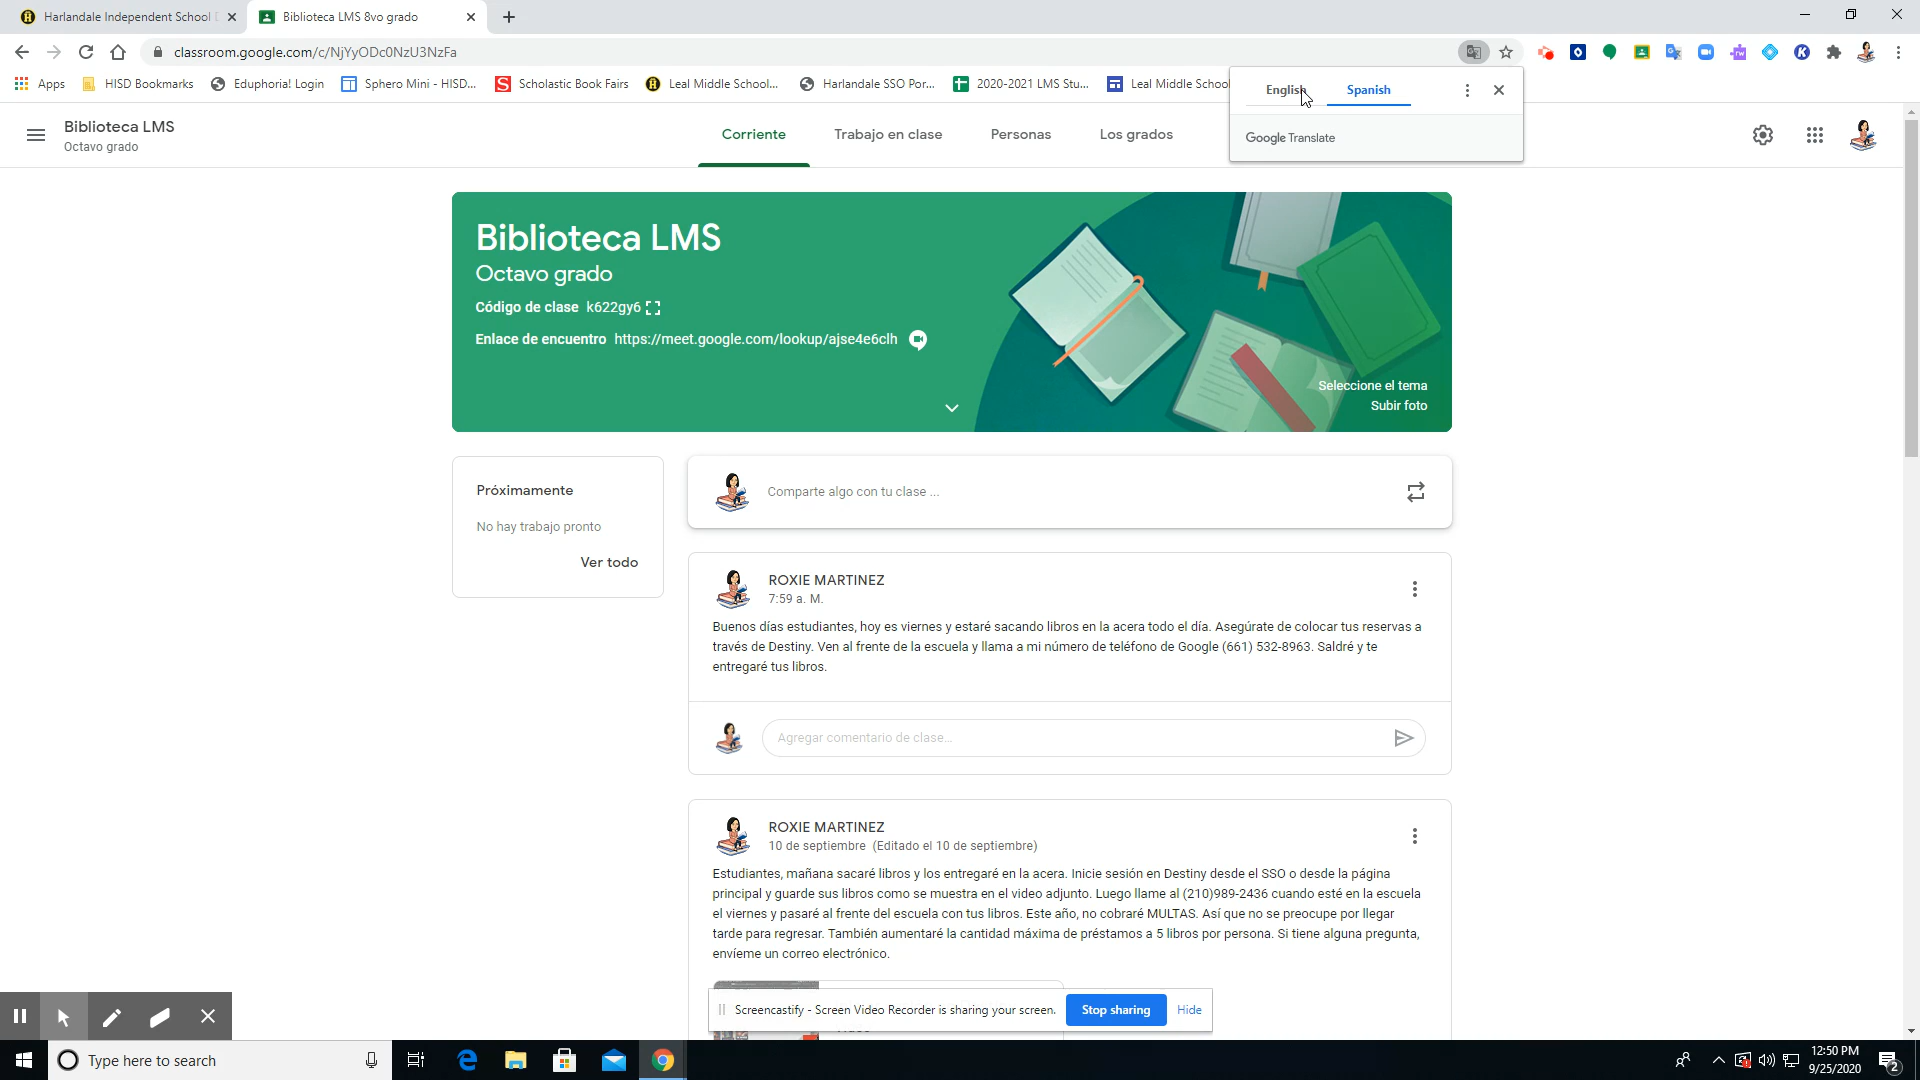 Harlandale Independent School
Biblioteca LMS 8vo grado
classroom.google.com/c/NjYyODc0NzU3NzFa
Apps
HISD Bookmarks
Eduphoria! Login
Sphero Mini - HISD...
Scholastic Book Fairs
Leal Middle School...
Harlandale SSO Por...
2020-2021 LMS Stu...
Leal Middle School
English
Spanish
Google Translate
Biblioteca LMS
Octavo grado
Corriente
Trabajo en clase
Personas
Los grados
Biblioteca LMS
Octavo grado
Código de clase k622gy6
Enlace de encuentro https://meet.google.com/lookup/ajse4e6clh
Seleccione el tema
Subir foto
Próximamente
No hay trabajo pronto
Ver todo
Comparte algo con tu clase ...
ROXIE MARTINEZ
7:59 a. M.
Buenos días estudiantes, hoy es viernes y estaré sacando libros en la acera todo el día. Asegúrate de colocar tus reservas a
través de Destiny. Ven al frente de la escuela y llama a mi número de teléfono de Google (661) 532-8963. Saldré y te
entregaré tus libros.
Agregar comentario de clase...
ROXIE MARTINEZ
10 de septiembre (Editado el 10 de septiembre)
Estudiantes, mañana sacaré libros y los entregaré en la acera. Inicie sesión en Destiny desde el SSO o desde la página
principal y guarde sus libros como se muestra en el video adjunto. Luego llame al (210)989-2436 cuando esté en la escuela
el viernes y pasaré al frente del escuela con tus libros. Este año, no cobraré MULTAS. Así que no se preocupe por llegar
tarde para regresar. También aumentaré la cantidad máxima de préstamos a 5 libros por persona. Si tiene alguna pregunta,
envíeme un correo electrónico.
Screencastify - Screen Video Recorder is sharing your screen.
Stop sharing
Hide
Type here to search
12:50 PM
9/25/2020
2